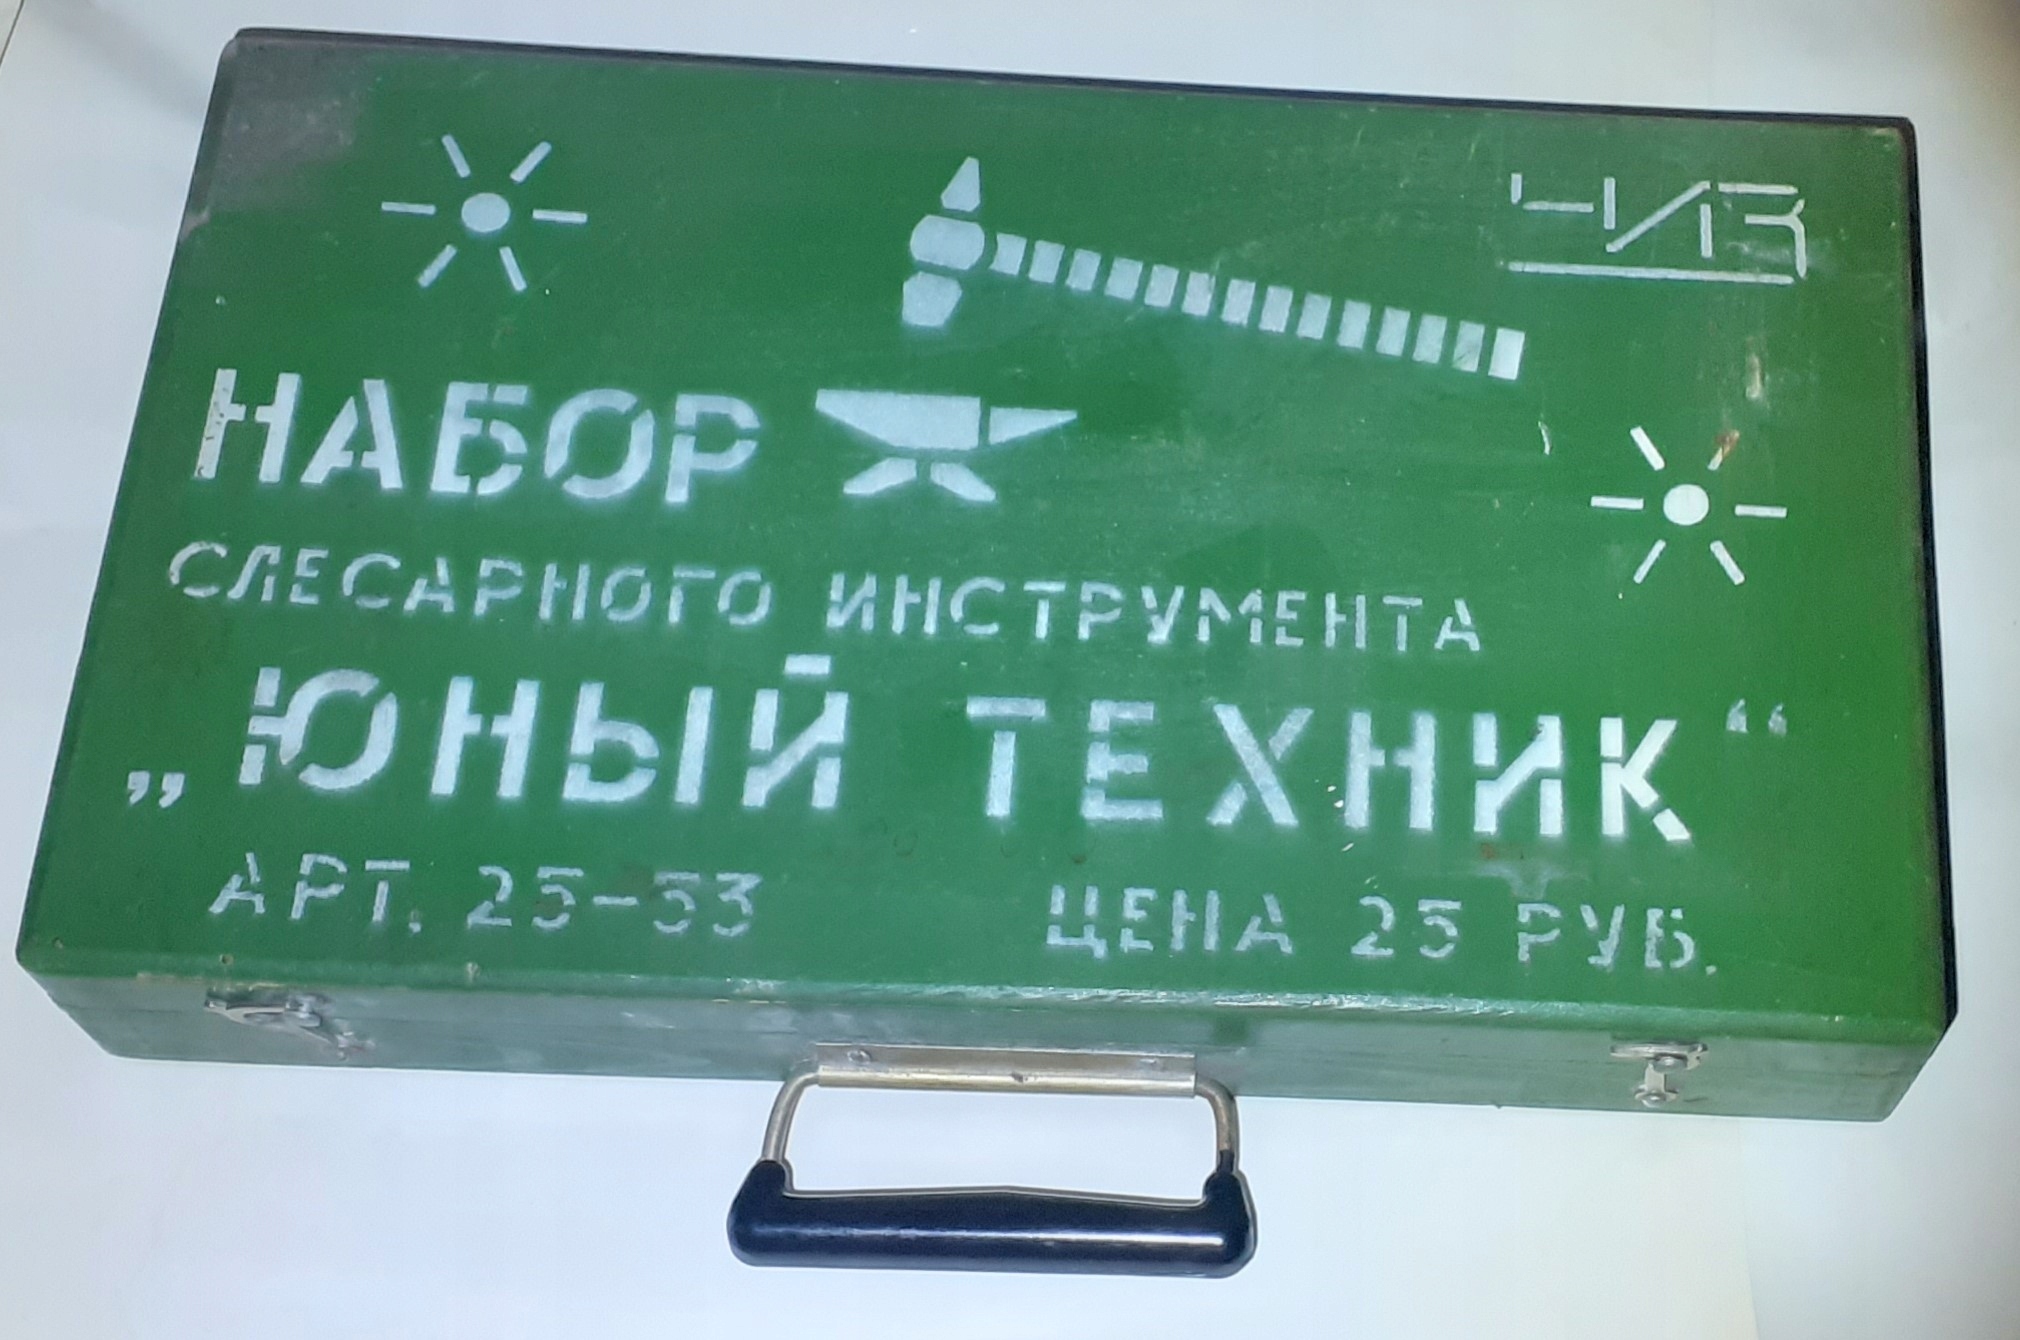 ЧИЗ
НАБОР
СЛЕСАРНОГО ИНСТРУМЕНТА
„ЮНЫЙ ТЕХНИК“
АРТ. 25-53 ЦЕНА 25 РУБ.